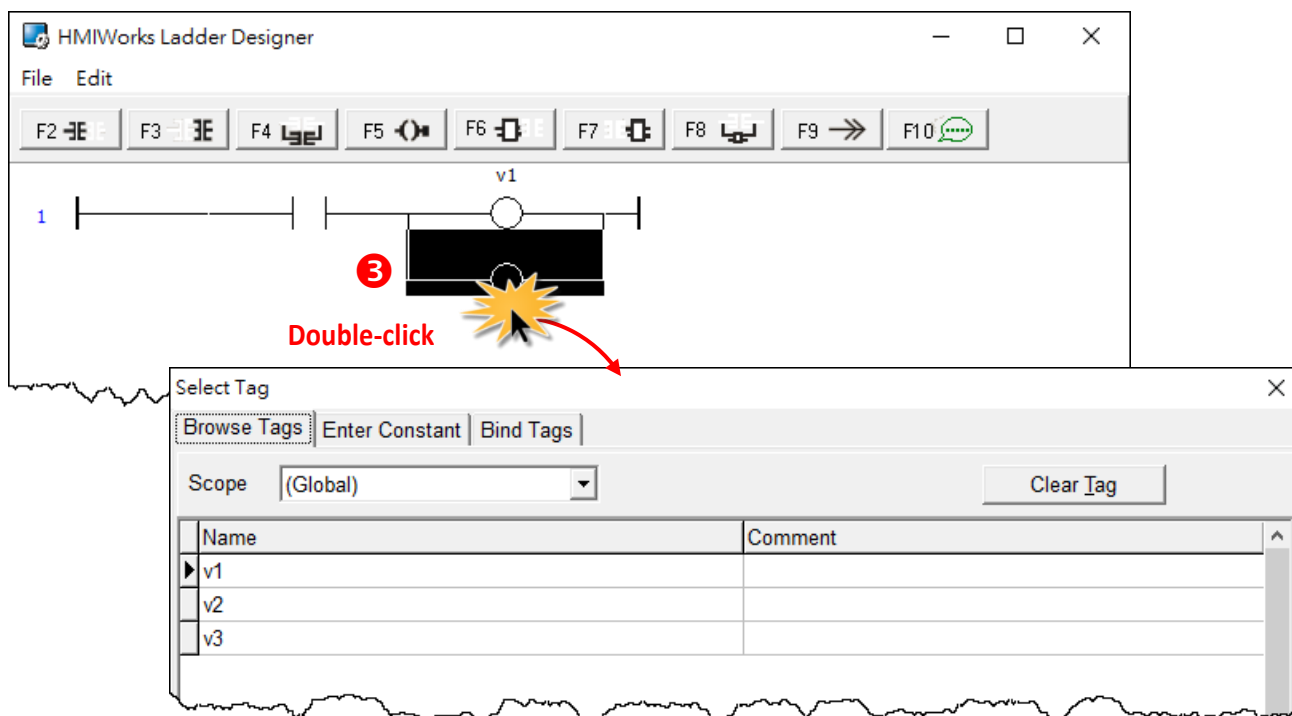 HMIWorks Ladder Designer
File Edit
F2 F3 F4 F5 F6 F7 F8 F9 F10
v1
1
3
Double-click
Select Tag
Browse Tags Enter Constant Bind Tags
Scope (Global) Clear Tag
Name Comment
v1
v2
v3